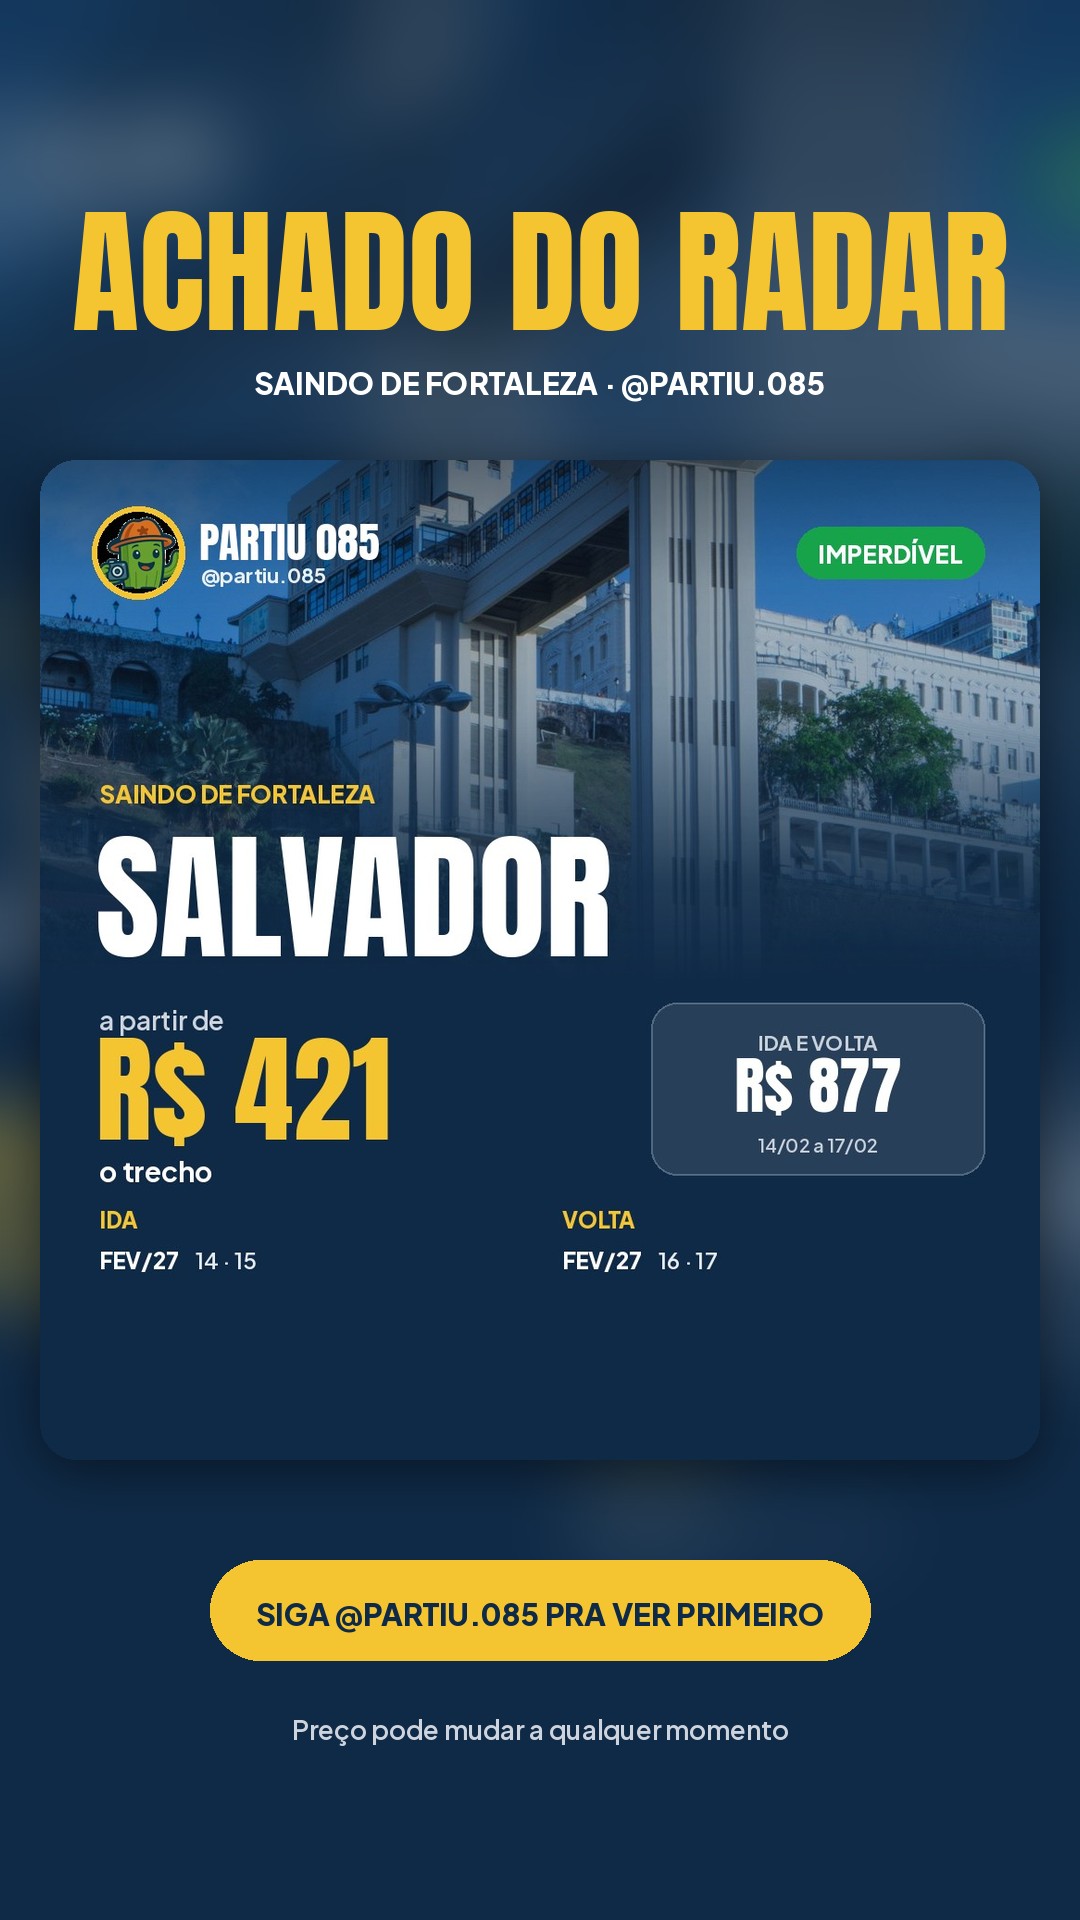 ACHADO DO RADAR
SAINDO DE FORTALEZA · @PARTIU.085
PARTIU 085
@partiu.085
IMPERDÍVEL
SAINDO DE FORTALEZA
SALVADOR
a partir de
R$ 421
o trecho
IDA E VOLTA
R$ 877
14/02 a 17/02
IDA
FEV/27 14 · 15
VOLTA
FEV/27 16 · 17
SIGA @PARTIU.085 PRA VER PRIMEIRO
Preço pode mudar a qualquer momento